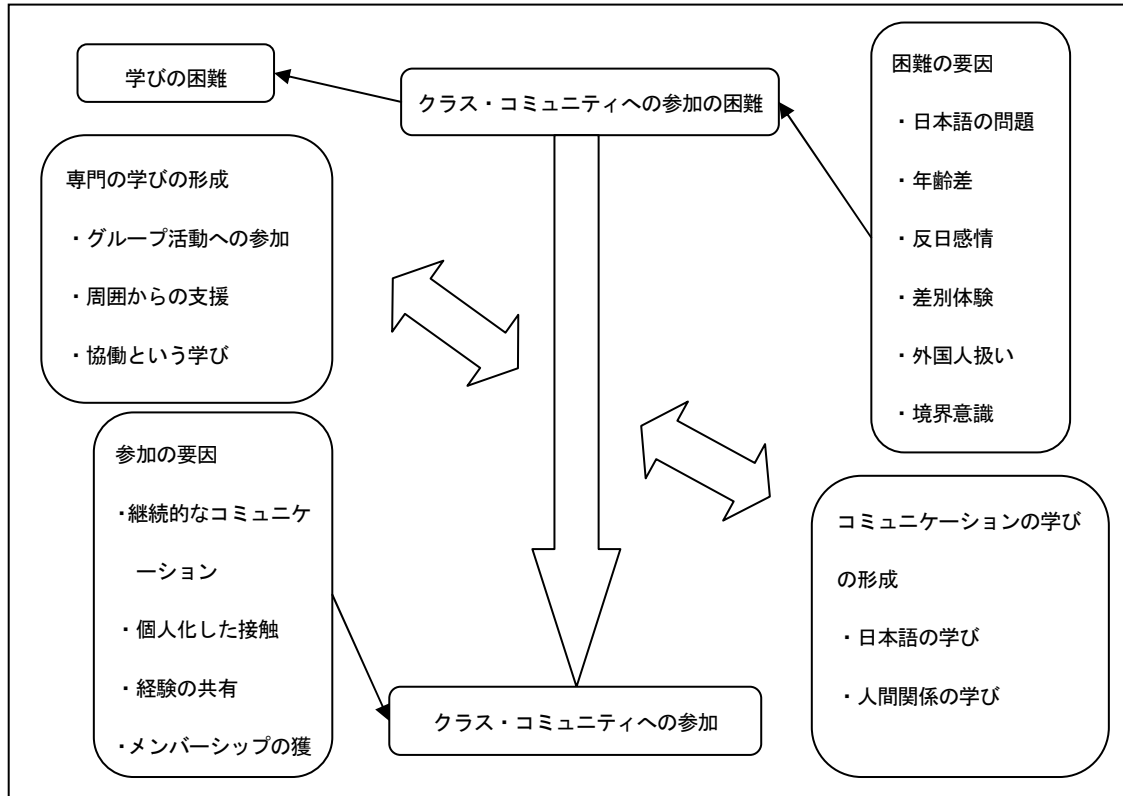 学びの困難
クラス・コミュニティへの参加の困難
困難の要因
・日本語の問題
・年齢差
・反日感情
・差別体験
・外国人扱い
・境界意識
専門の学びの形成
・グループ活動への参加
・周囲からの支援
・協働という学び
参加の要因
・継続的なコミュニケ
ーション
・個人化した接触
・経験の共有
・メンバーシップの獲
コミュニケーションの学び
の形成
・日本語の学び
・人間関係の学び
クラス・コミュニティへの参加